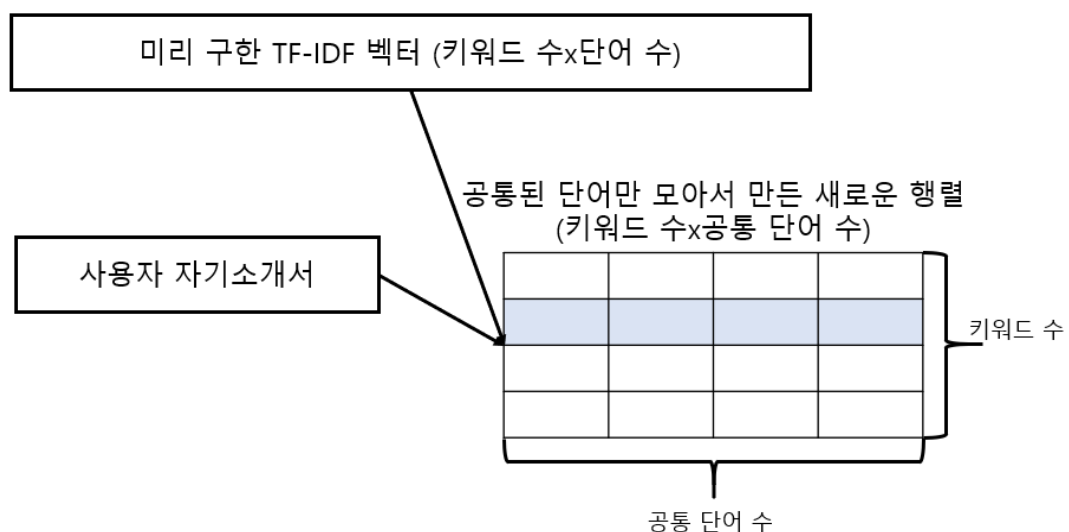 미리 구한 TF-IDF 벡터 (키워드 수x단어 수)
공통된 단어만 모아서 만든 새로운 행렬
(키워드 수x공통 단어 수)
사용자 자기소개서
키워드 수
공통 단어 수